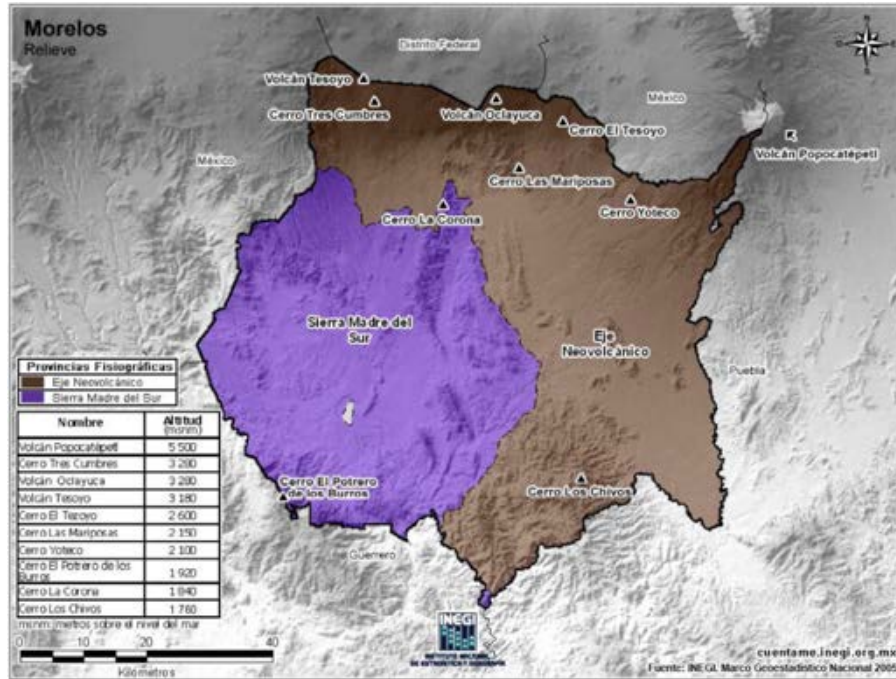 Morelos
Relieve
Distrito Federal
Volcán Tesoyo
Cerro Tres Cumbres
Volcán Oclayuca
México
Cerro El Tesoyo
Volcán Popocatépetl
México
Cerro Las Mariposas
Cerro Yoteco
Cerro La Corona
Sierra Madre del
Sur
Eje
Neovolcánico
Puebla
Provincias Fisiográficas
Eje Neovolcánico
Sierra Madre del Sur
Nombre Altitud
(msnm)
Volcán Popocatépetl 5 500
Cerro Tres Cumbres 3 280
Volcán Oclayuca 3 280
Volcán Tesoyo 3 180
Cerro El Tezoyo 2 600
Cerro Las Mariposas 2 150
Cerro Yoteco 2 100
Cerro El Potrero de los
Burros 1 920
Cerro La Corona 1 840
Cerro Los Chivos 1 760
msnm: metros sobre el nivel del mar
Cerro El Potrero
de los Burros
Cerro Los Chivos
Guerrero
0 10 20 40
Kilómetros
INEGI
INSTITUTO NACIONAL
DE ESTADÍSTICA Y GEOGRAFÍA
cuentame.inegi.org.mx
Fuente: INEGI. Marco Geoestadístico Nacional 2005